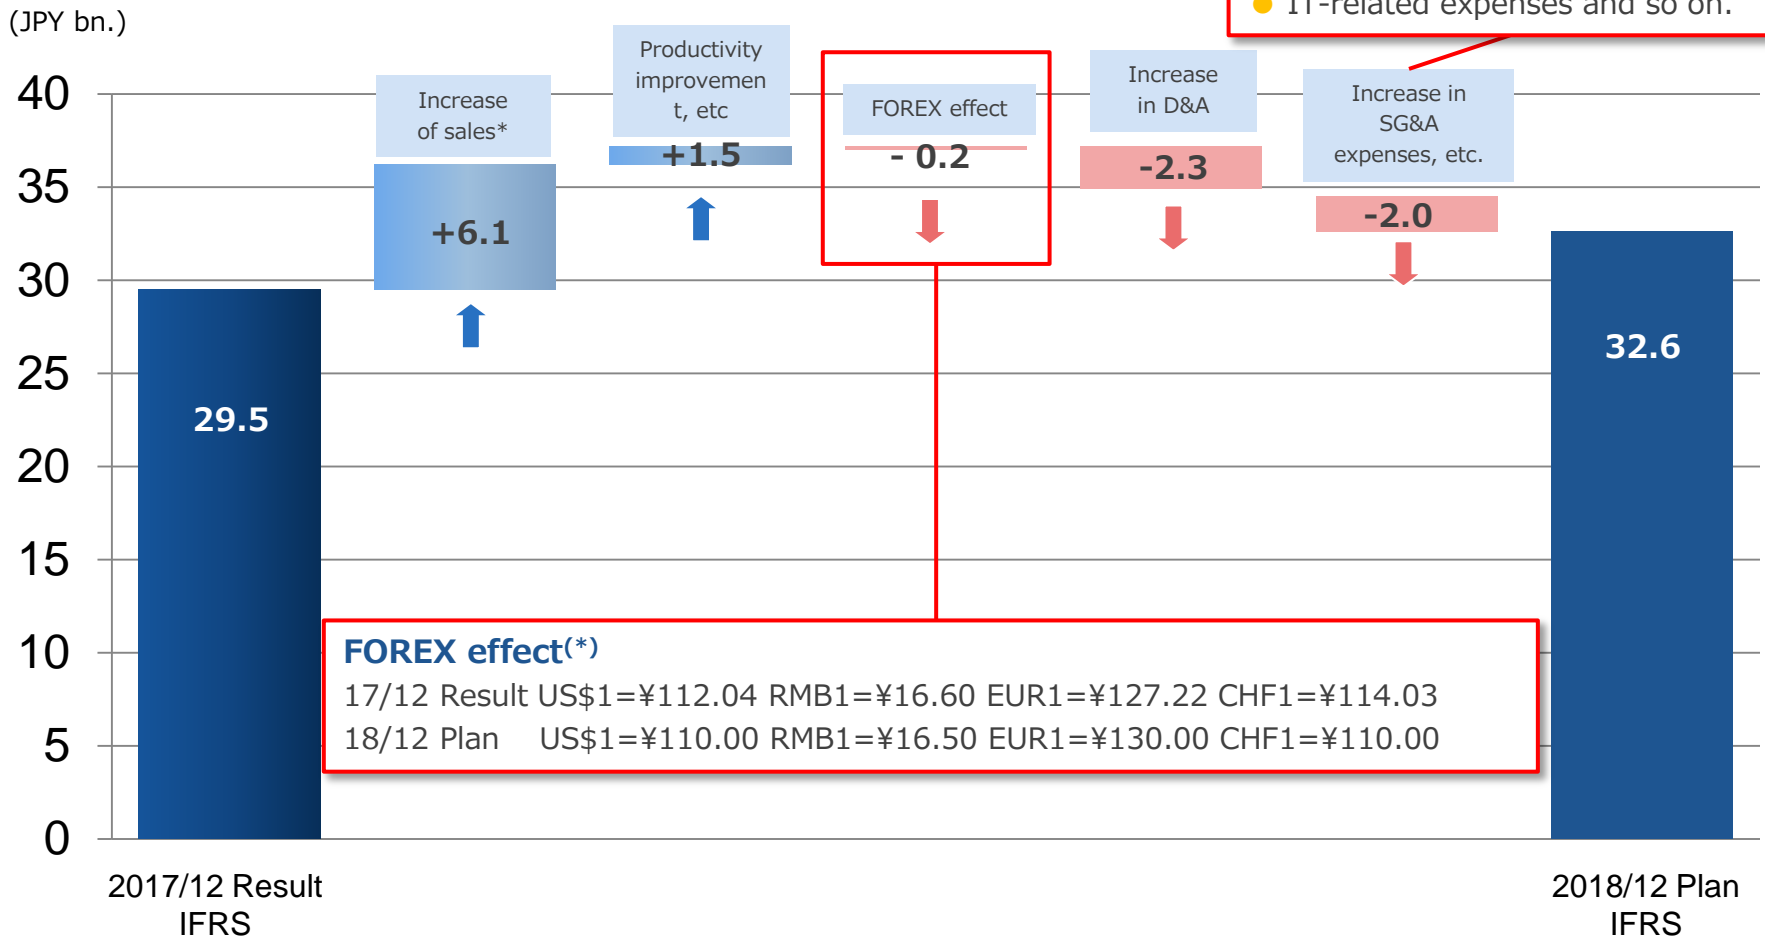 (JPY bn.)
IT-related expenses and so on.
Productivity
improvemen
t, etc
Increase
of sales*
FOREX effect
Increase
in D&A
Increase in
SG&A
expenses, etc.
40
35
30
25
20
15
10
5
0
+6.1
+1.5
- 0.2
-2.3
-2.0
29.5
32.6
FOREX effect(*)
17/12 Result US$1=¥112.04 RMB1=¥16.60 EUR1=¥127.22 CHF1=¥114.03
18/12 Plan US$1=¥110.00 RMB1=¥16.50 EUR1=¥130.00 CHF1=¥110.00
2017/12 Result
IFRS
2018/12 Plan
IFRS